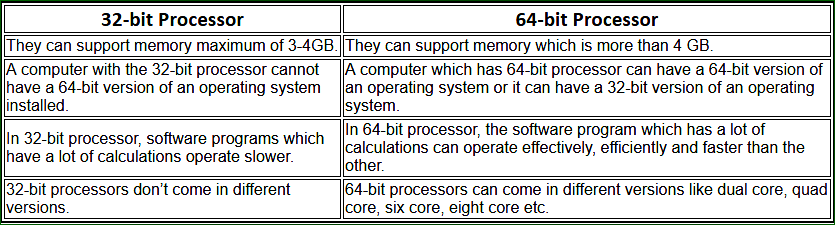 32-bit Processor
64-bit Processor
They can support memory maximum of 3-4GB.
They can support memory which is more than 4 GB.
A computer with the 32-bit processor cannot
have a 64-bit version of an operating system
installed.
A computer which has 64-bit processor can have a 64-bit version of
an operating system or it can have a 32-bit version of an operating
system.
In 32-bit processor, software programs which
have a lot of calculations operate slower.
In 64-bit processor, the software program which has a lot of
calculations can operate effectively, efficiently and faster than the
other.
32-bit processors don’t come in different
versions.
64-bit processors can come in different versions like dual core, quad
core, six core, eight core etc.